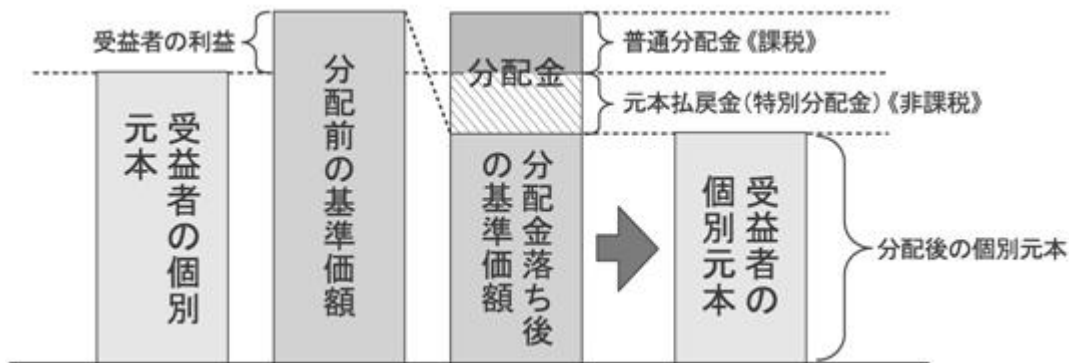 受益者の利益
受益者の個別
元本
分配前の基準価額
分配金
分配金落ち後
の基準価額
普通分配金《課税》
元本払戻金(特別分配金)《非課税》
受益者の
個別元本
分配後の個別元本